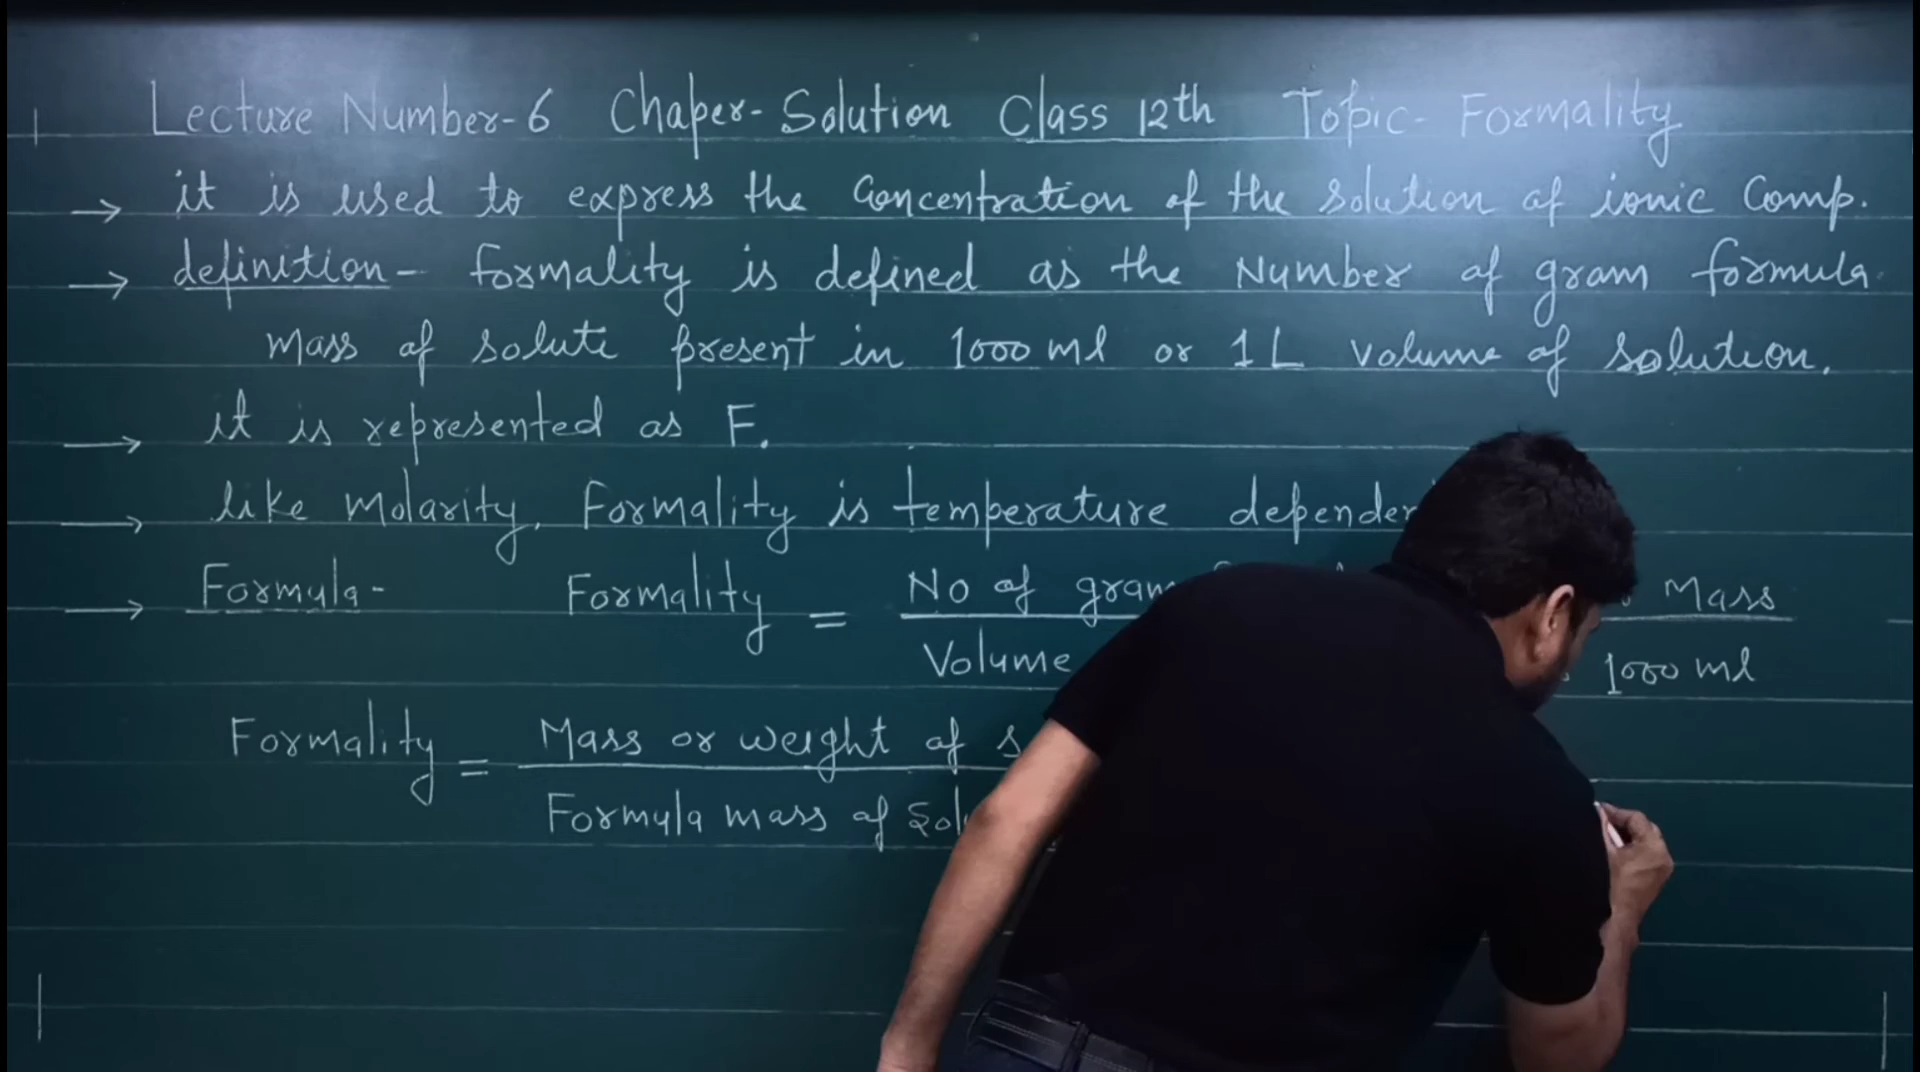 Lecture Number-6 Chaper-Solution Class 12th Topic- Formality
→ it is used to express the Concentration of the solution of ionic Comp.
→ definition- formality is defined as the Number of gram formula
mass of solute present in 1000 ml or 1 L volume of solution.
→ it is represented as F.
→ like Molarity, Formality is temperature
→ Formula- Formality = No of Mass
Volume 1000 ml
Formality = Mass or weight of
Formula mass of